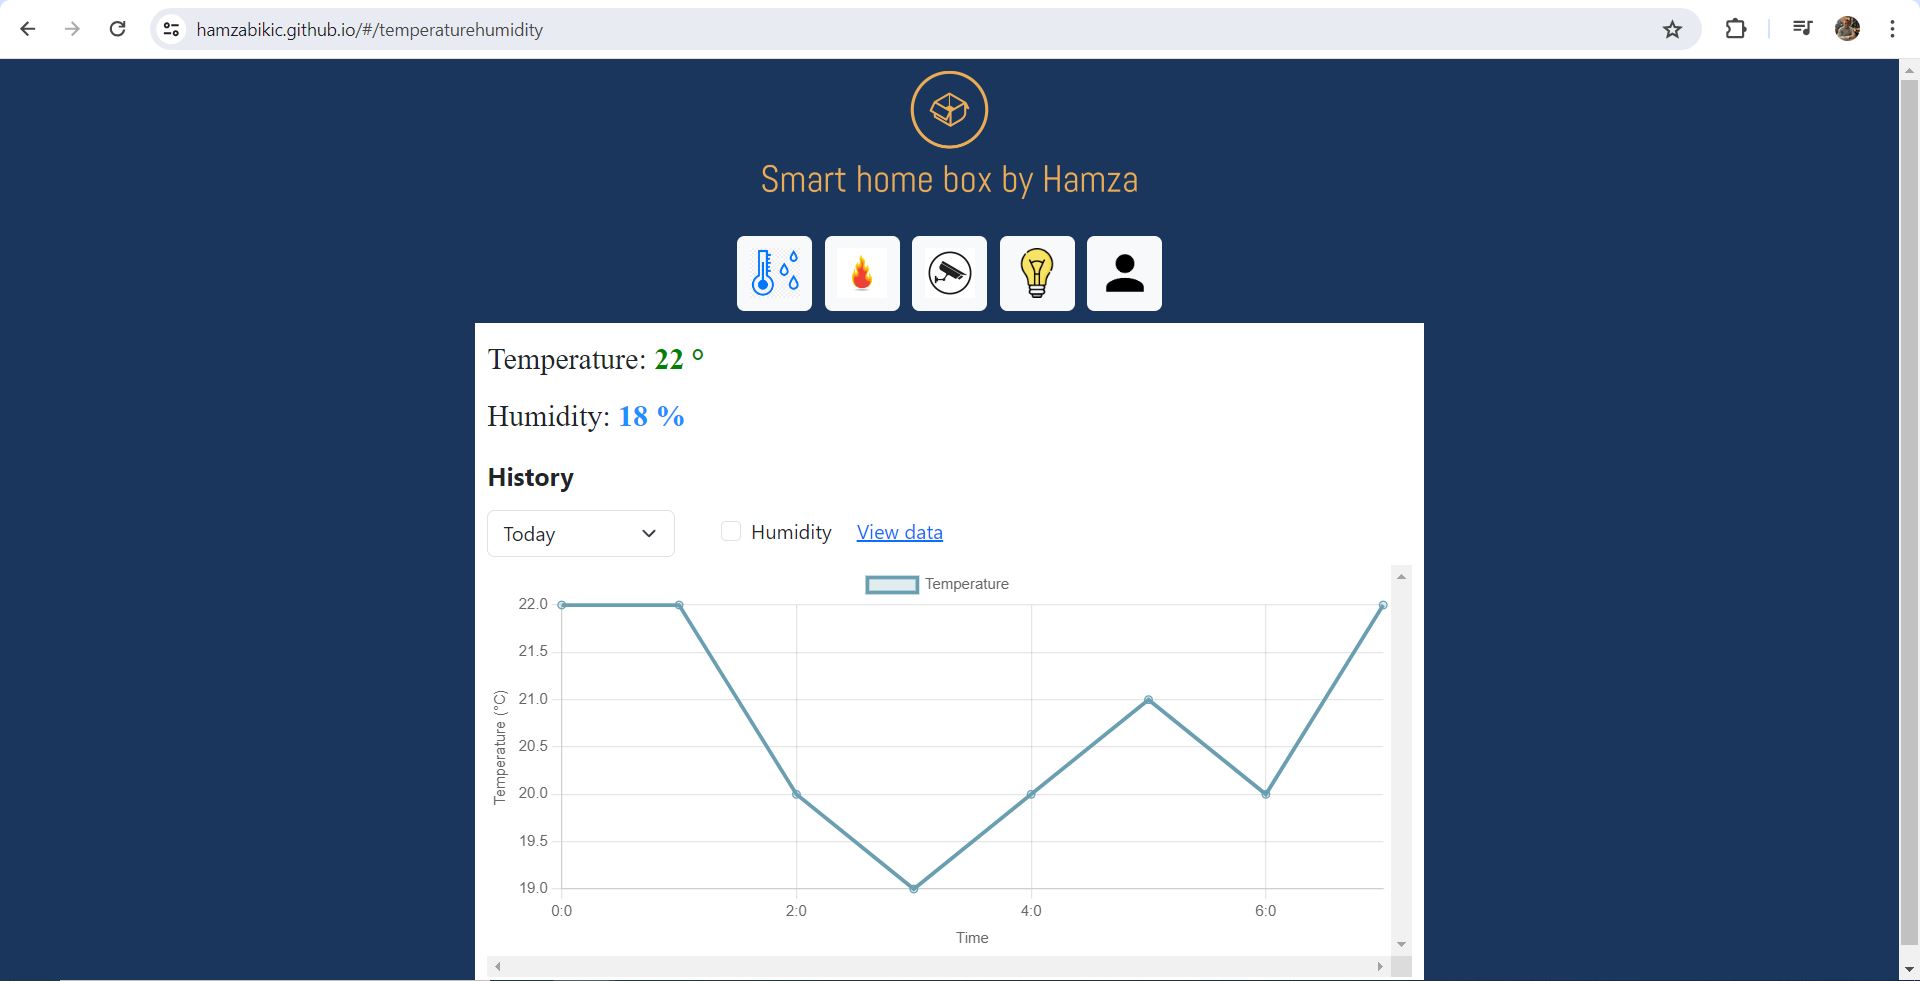 hamzabikic.github.io/#/temperaturehumidity
Smart home box by Hamza
Temperature: 22 °
Humidity: 18 %
History
Today
Humidity
View data
Temperature
22.0
21.5
21.0
20.5
20.0
19.5
19.0
Temperature (°C)
0:0 2:0 4:0 6:0
Time